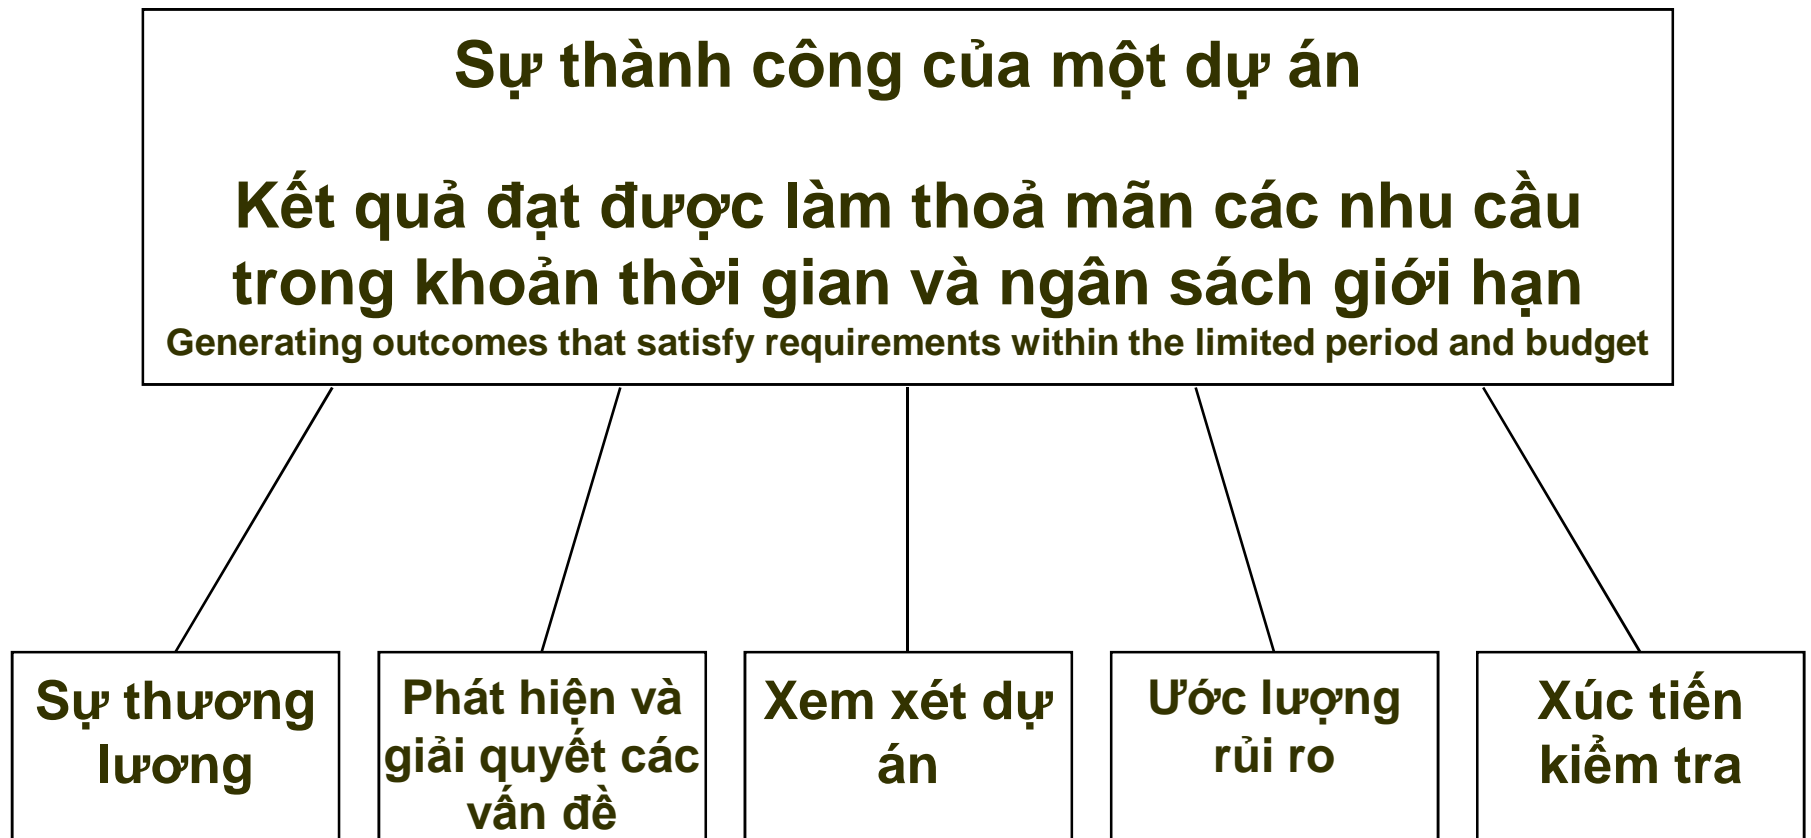 Sự thành công của một dự án
Kết quả đạt được làm thoả mãn các nhu cầu
trong khoản thời gian và ngân sách giới hạn
Generating outcomes that satisfy requirements within the limited period and budget
Sự thương
lương
Phát hiện và
giải quyết các
vấn đề
Xem xét dự
án
Ước lượng
rủi ro
Xúc tiến
kiểm tra